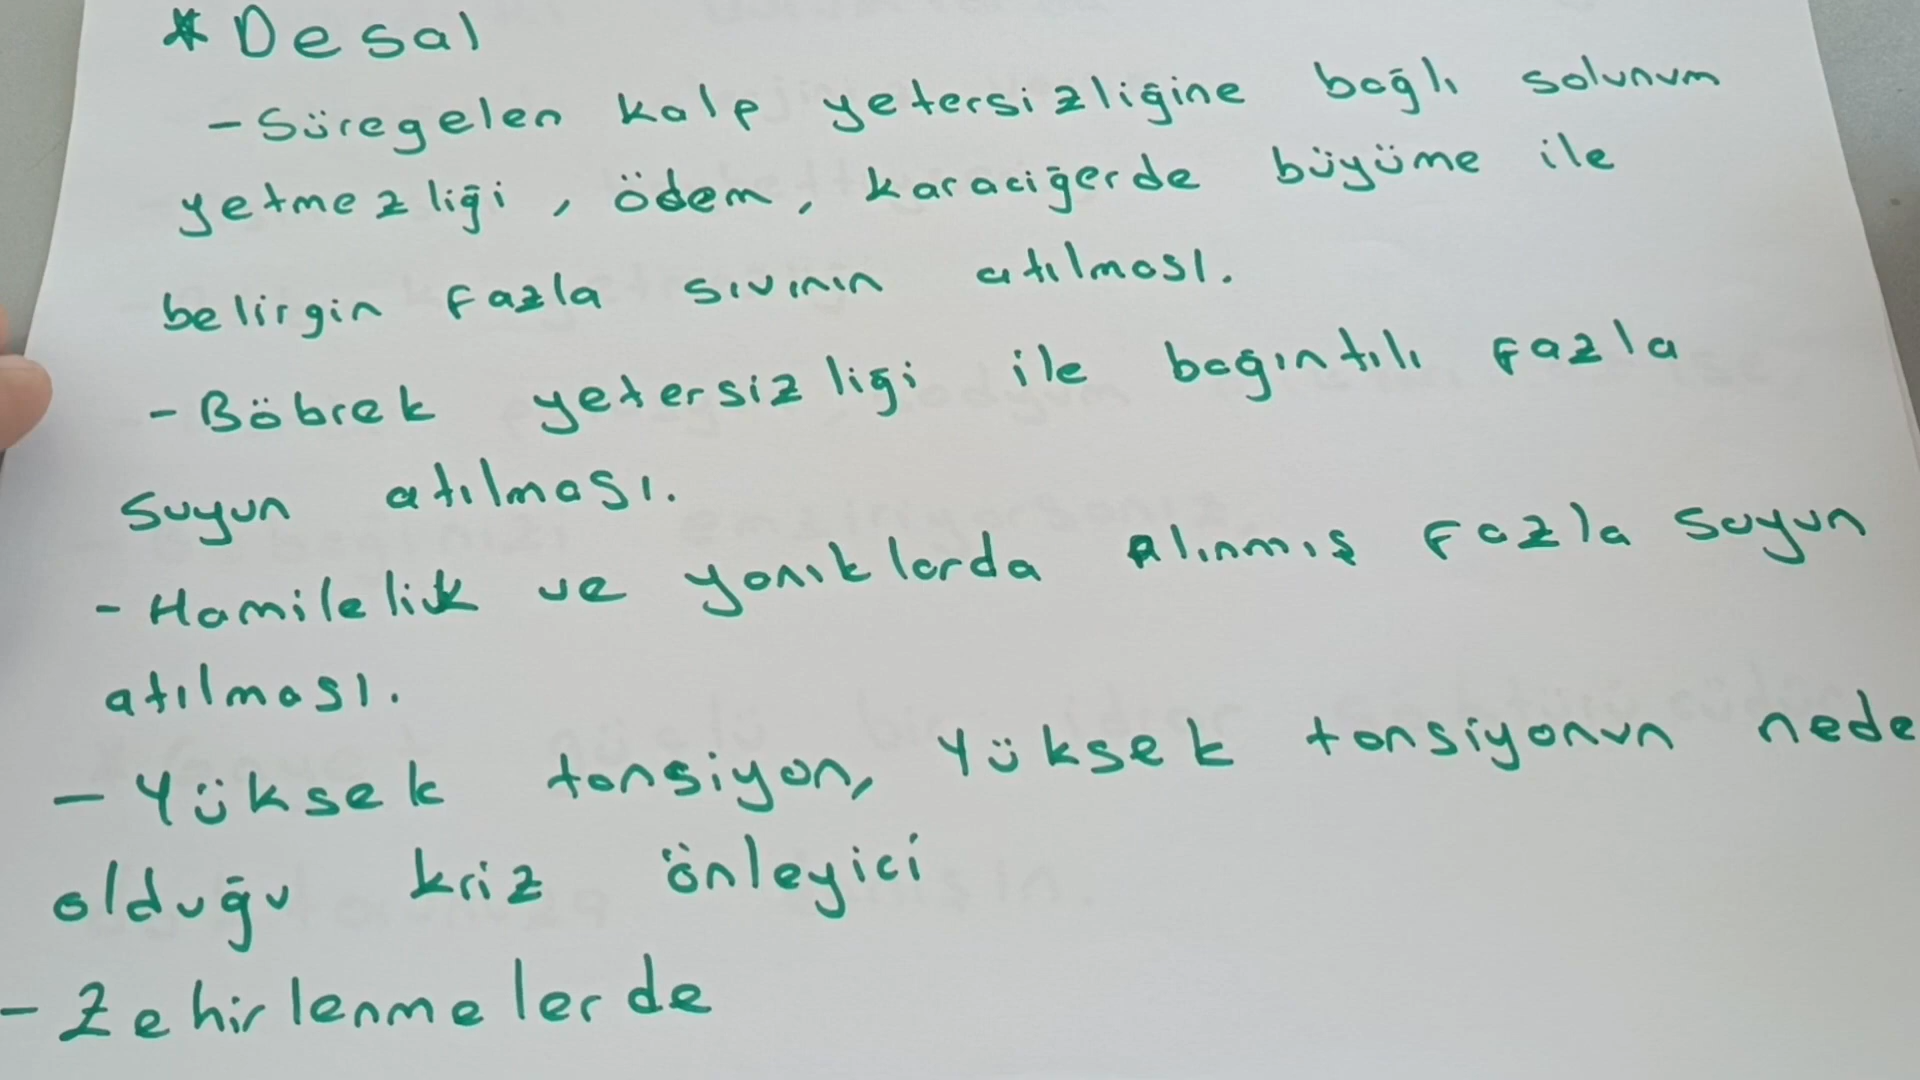 * Desal
- Süregelen kalp yetersizliğine bağlı solunum
yetmezliği, ödem, karaciğerde büyüme ile
belirgin fazla sıvının atılması.
- Böbrek yetersizliği ile bağıntılı fazla
suyun atılması.
- Hamilelik ve yanıklarda alınmış fazla suyun
atılması.
- Yüksek tansiyon, Yüksek tansiyonun nede
olduğu kriz önleyici
- Zehirlenmelerde